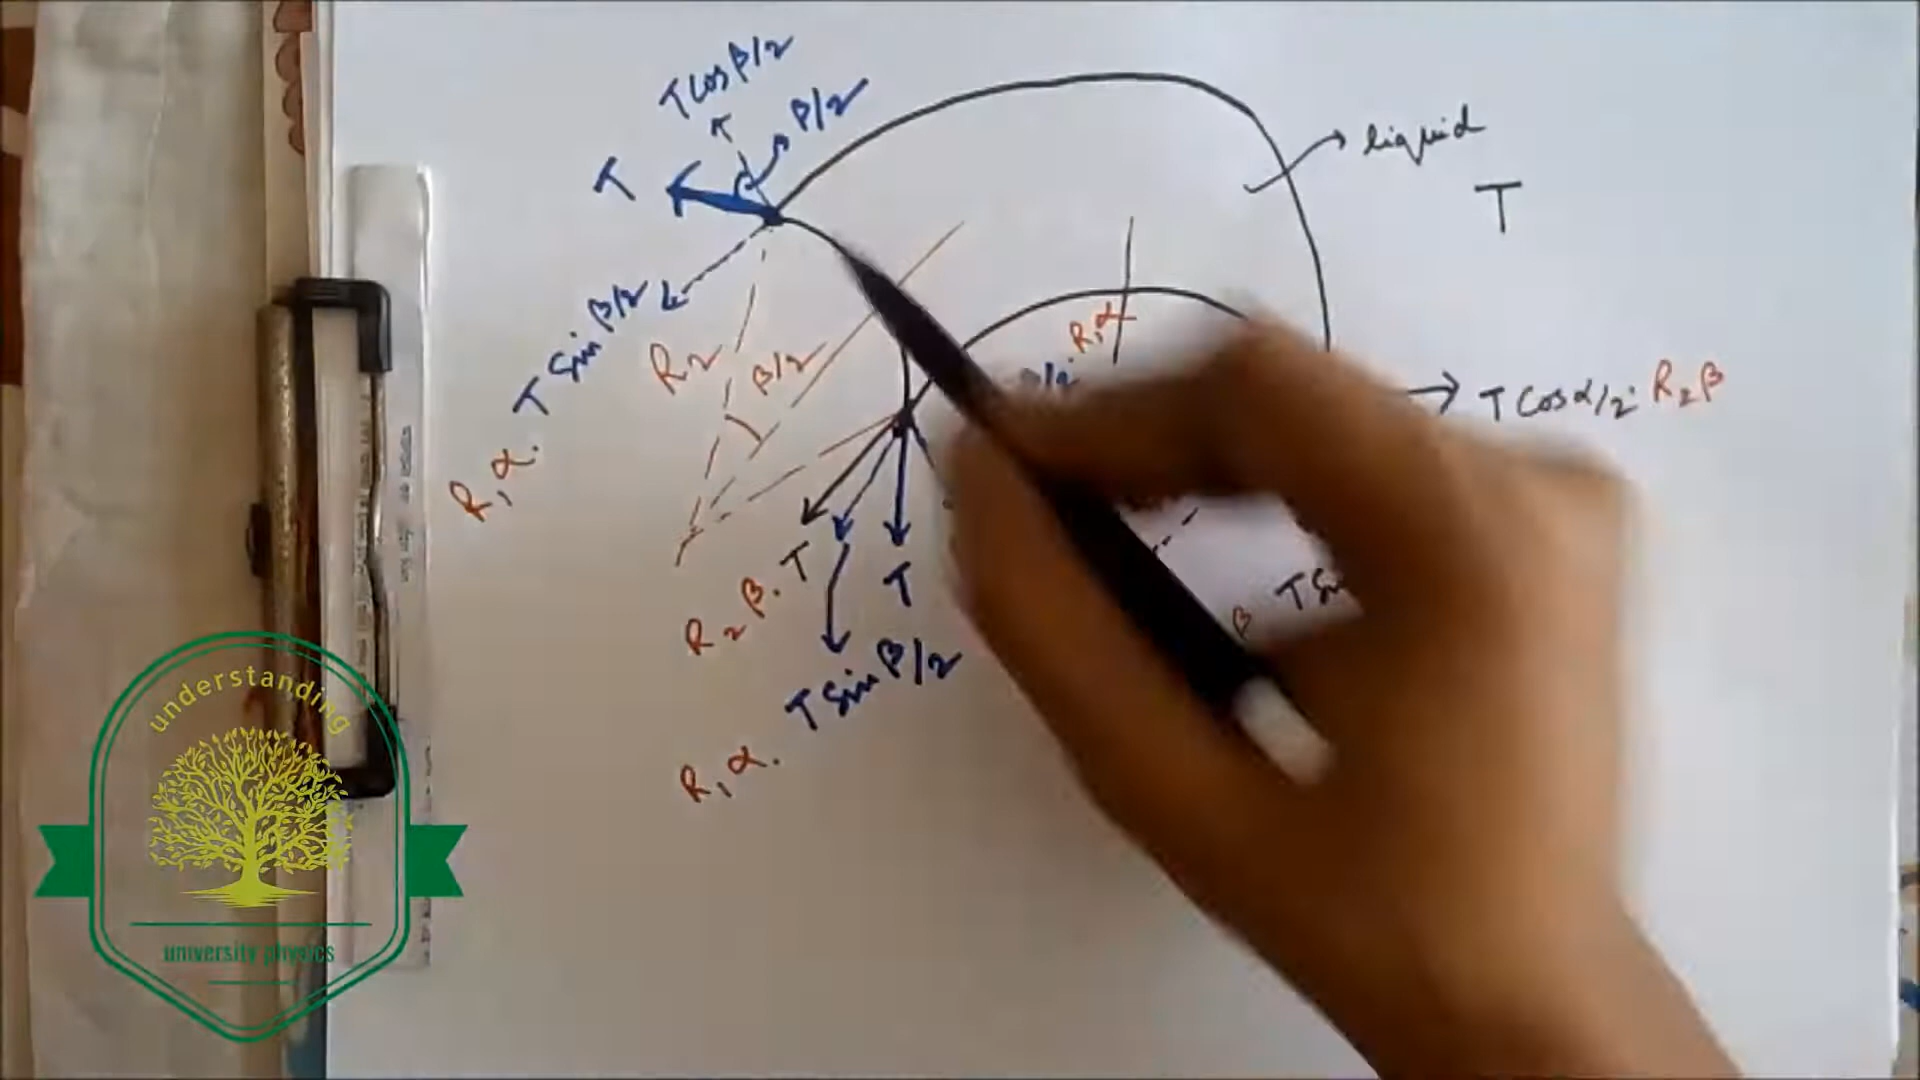 T Cos β/2
β/2
T
liquid
T
R₁α. T Sin β/2
R₂
β/2
R₁α
β/2.
T Cos α/2. R₂β
R₂β. T
T
β T Sin
R₁α. T Sin β/2
understanding
university physics